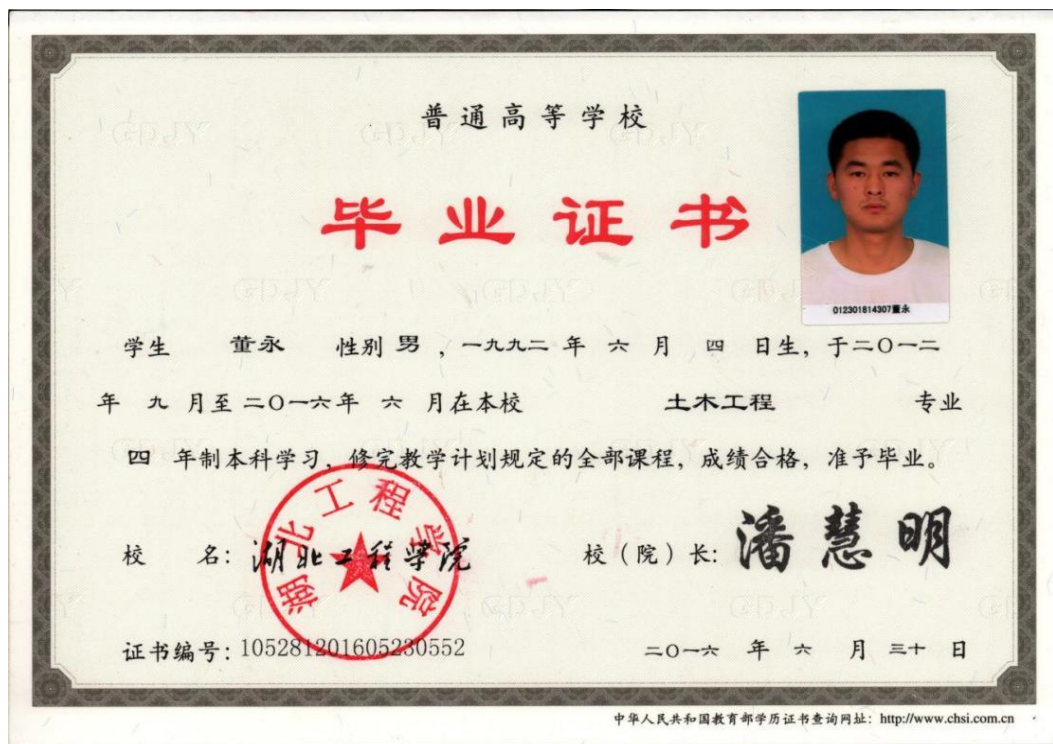 普通高等学校
毕业证书
012301614307董永
学生 董永 性别 男 ，一九九二 年 六 月 四 日生，于二〇一二
年 九 月至 二〇一六年 六 月在本校 土木工程 专业
四 年制本科学习，修完教学计划规定的全部课程，成绩合格，准予毕业。
湖北工程学院
校 名：湖北工程学院
校（院）长：潘慧明
证书编号：105281201605230552
二〇一六 年 六 月 三十 日
中华人民共和国教育部学历证书查询网址：http://www.chsi.com.cn